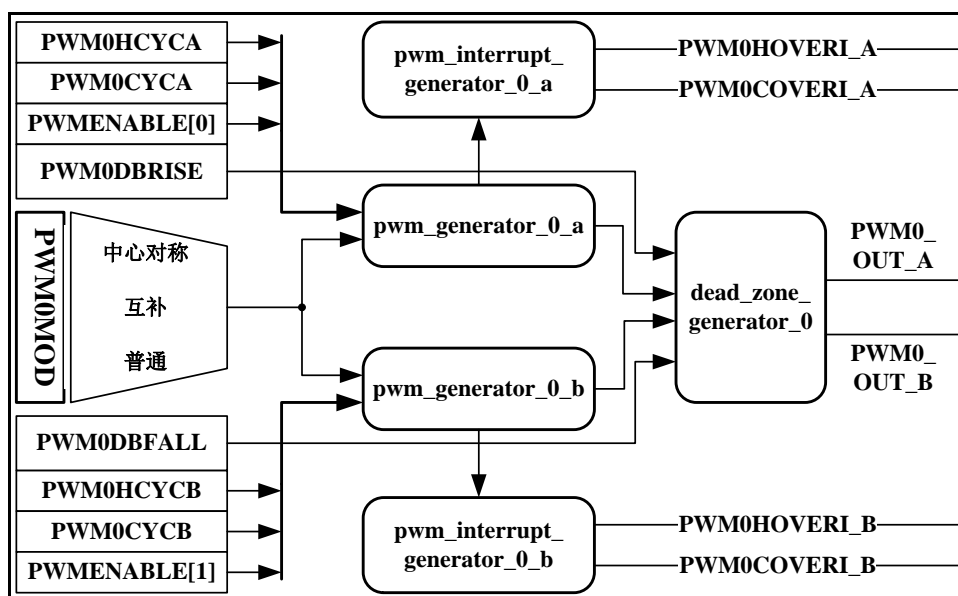 PWM0HCYCA
PWM0CYCA
PWMENABLE[0]
PWM0DBRISE
PWM0MOD
中心对称
互补
普通
PWM0DBFALL
PWM0HCYCB
PWM0CYCB
PWMENABLE[1]
pwm_interrupt_
generator_0_a
pwm_generator_0_a
pwm_generator_0_b
pwm_interrupt_
generator_0_b
dead_zone_
generator_0
PWM0HOVERI_A
PWM0COVERI_A
PWM0_
OUT_A
PWM0_
OUT_B
PWM0HOVERI_B
PWM0COVERI_B